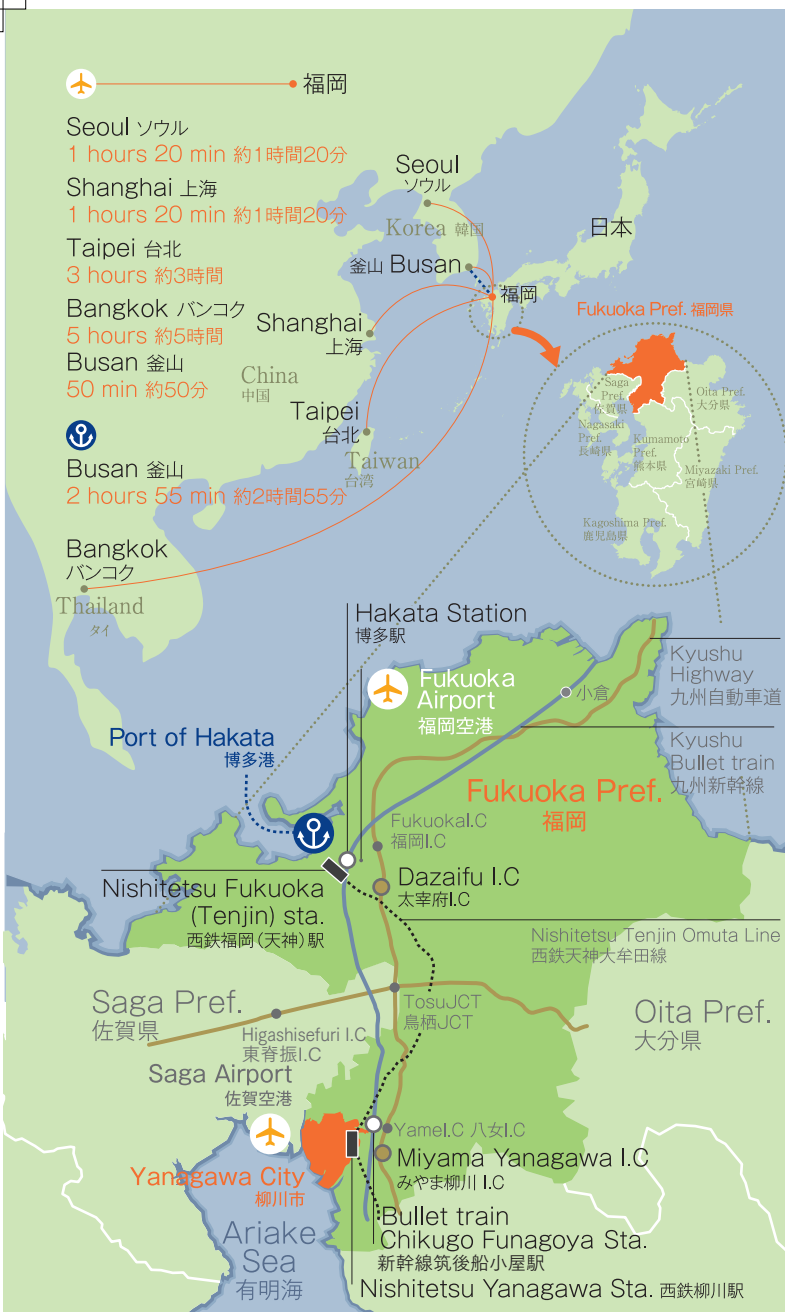 福岡
Seoul ソウル
1 hours 20 min 約1時間20分
Shanghai 上海
1 hours 20 min 約1時間20分
Taipei 台北
3 hours 約3時間
Bangkok バンコク
5 hours 約5時間
Busan 釜山
50 min 約50分
Busan 釜山
2 hours 55 min 約2時間55分
Seoul
ソウル
Korea 韓国
釜山 Busan
日本
福岡
Shanghai
上海
China
中国
Taipei
台北
Taiwan
台湾
Bangkok
バンコク
Thailand
タイ
Fukuoka Pref. 福岡県
Saga
Pref.
佐賀県
Oita Pref.
大分県
Nagasaki
Pref.
長崎県
Kumamoto
Pref.
熊本県
Miyazaki Pref.
宮崎県
Kagoshima Pref.
鹿児島県
Hakata Station
博多駅
Fukuoka
Airport
福岡空港
小倉
Kyushu
Highway
九州自動車道
Port of Hakata
博多港
Kyushu
Bullet train
九州新幹線
Fukuoka Pref.
福岡
FukuokaI.C
福岡I.C
Dazaifu I.C
太宰府I.C
Nishitetsu Fukuoka
(Tenjin) sta.
西鉄福岡(天神)駅
Nishitetsu Tenjin Omuta Line
西鉄天神大牟田線
Saga Pref.
佐賀県
TosuJCT
鳥栖JCT
Oita Pref.
大分県
Higashisefuri I.C
東脊振I.C
Saga Airport
佐賀空港
YameI.C 八女I.C
Miyama Yanagawa I.C
みやま柳川 I.C
Yanagawa City
柳川市
Bullet train
Chikugo Funagoya Sta.
新幹線筑後船小屋駅
Ariake
Sea
有明海
Nishitetsu Yanagawa Sta. 西鉄柳川駅